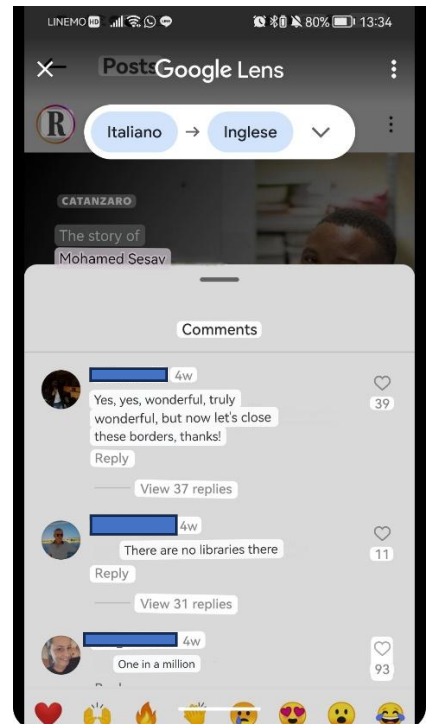 LINEMO HD 80% 13:34
Posts Google Lens
R Italiano → Inglese
CATANZARO
The story of
Mohamed Sesay
Comments
4w
Yes, yes, wonderful, truly
wonderful, but now let's close
these borders, thanks!
39
Reply
View 37 replies
4w
There are no libraries there
11
Reply
View 31 replies
4w
One in a million
93